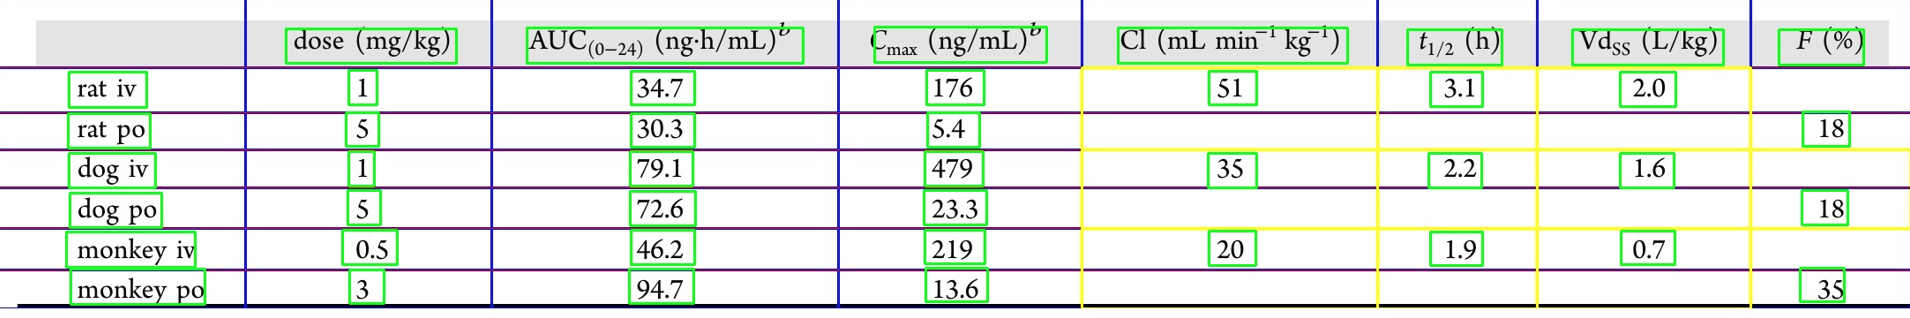 dose (mg/kg) AUC(0−24) (ng·h/mL)b Cmax (ng/mL)b Cl (mL min−1 kg−1) t1/2 (h) VdSS (L/kg) F (%)
rat iv 1 34.7 176 51 3.1 2.0
rat po 5 30.3 5.4 18
dog iv 1 79.1 479 35 2.2 1.6
dog po 5 72.6 23.3 18
monkey iv 0.5 46.2 219 20 1.9 0.7
monkey po 3 94.7 13.6 35